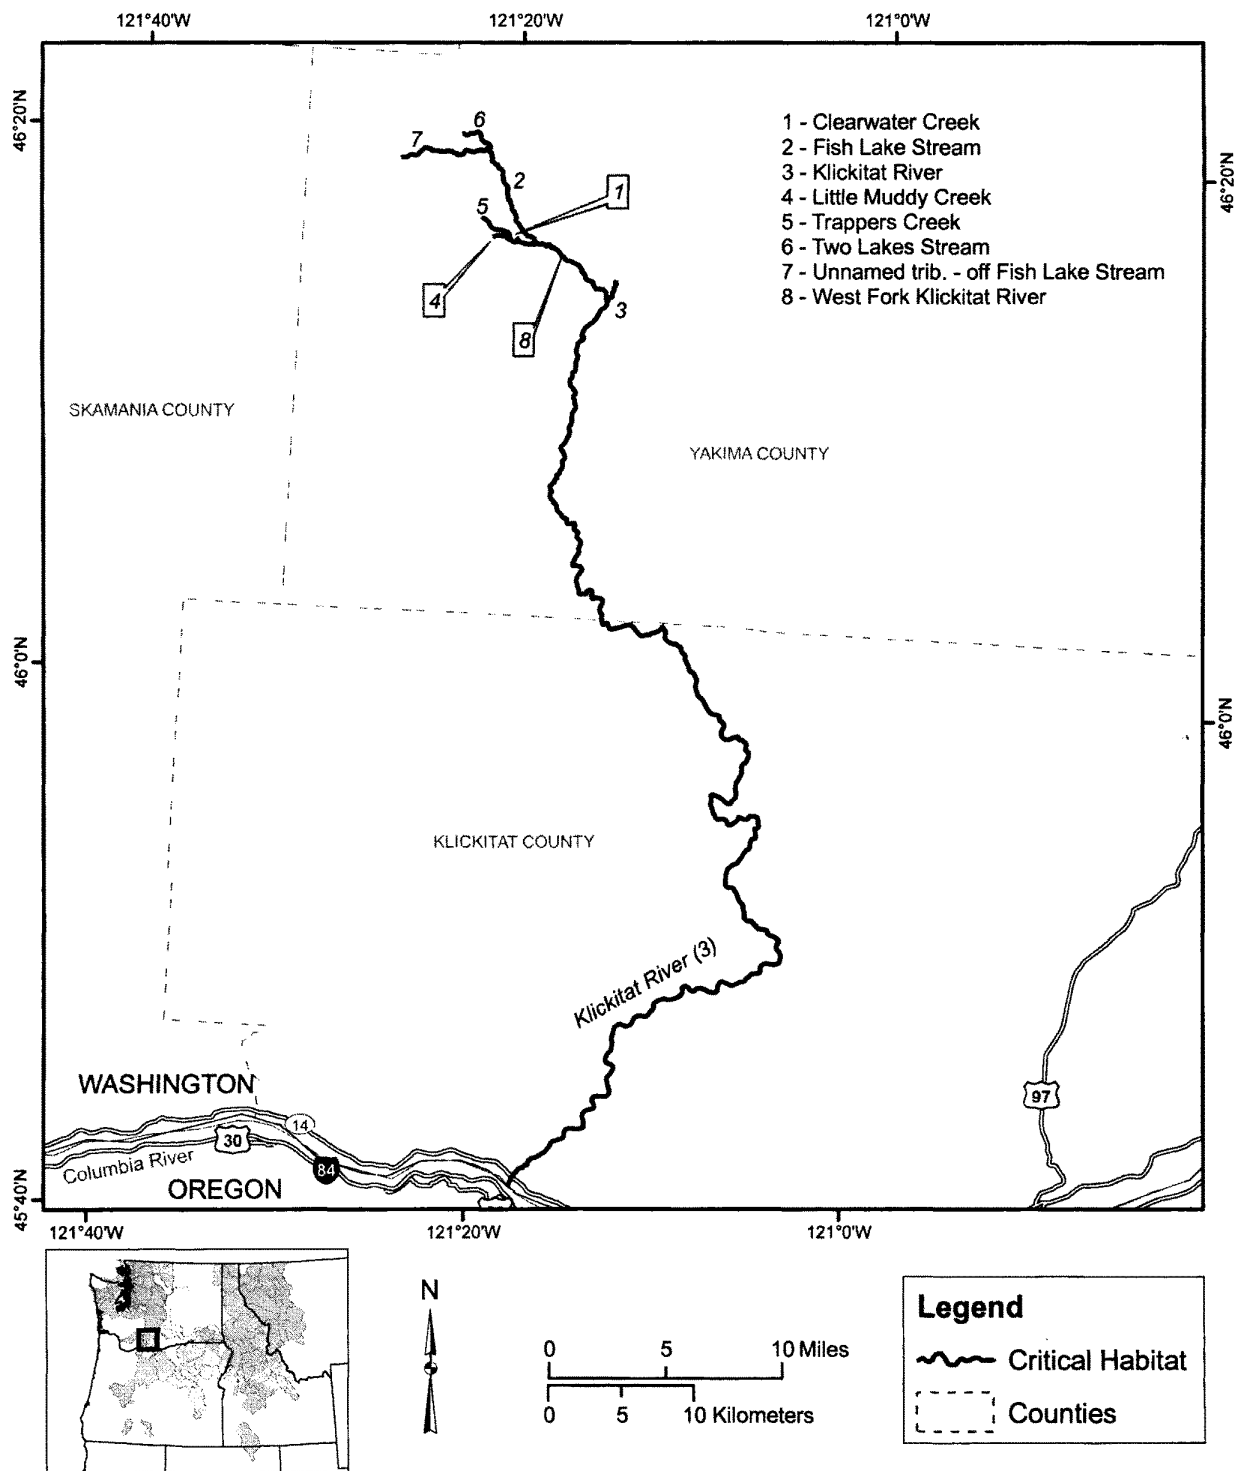 121°40'W 121°20'W 121°0'W
46°20'N
46°20'N
6
7
2
1
5
4
8
3
1 - Clearwater Creek
2 - Fish Lake Stream
3 - Klickitat River
4 - Little Muddy Creek
5 - Trappers Creek
6 - Two Lakes Stream
7 - Unnamed trib. - off Fish Lake Stream
8 - West Fork Klickitat River
SKAMANIA COUNTY
YAKIMA COUNTY
46°0'N
46°0'N
KLICKITAT COUNTY
Klickitat River (3)
WASHINGTON
97
14
30
Columbia River
84
OREGON
45°40'N
121°40'W 121°20'W 121°0'W
N
0 5 10 Miles
0 5 10 Kilometers
Legend
Critical Habitat
Counties